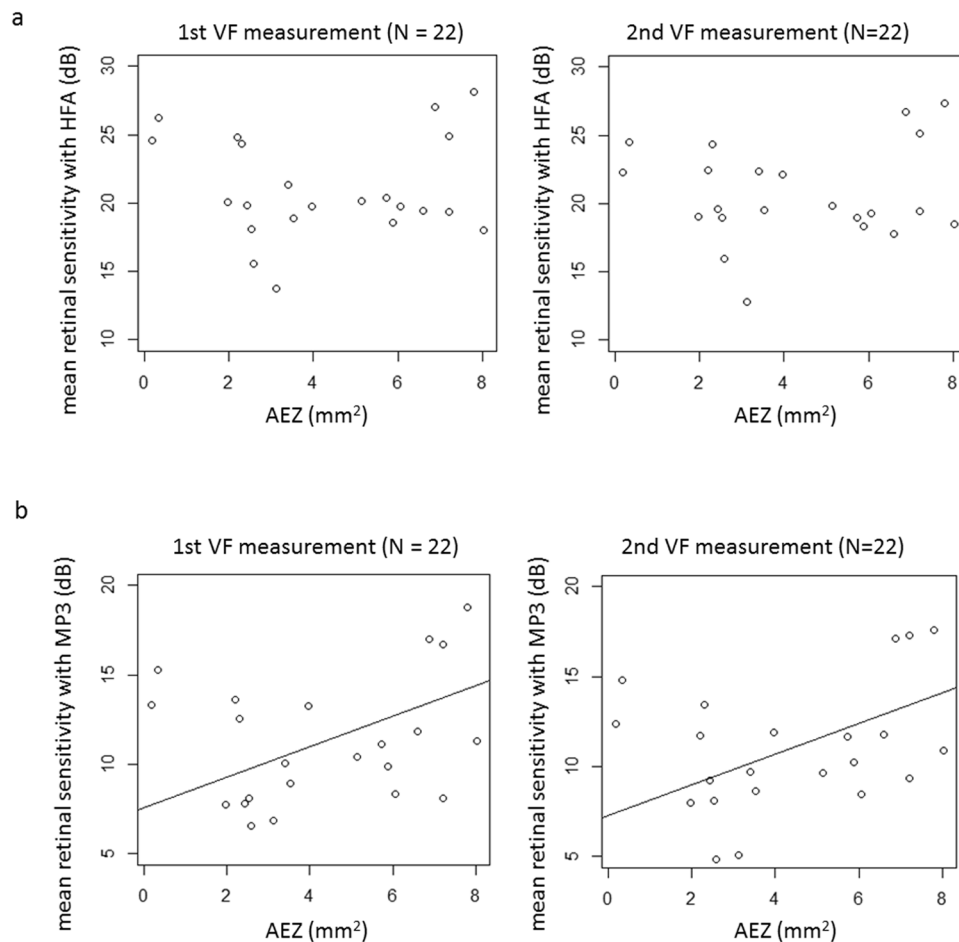 a
1st VF measurement (N = 22)
2nd VF measurement (N=22)
mean retinal sensitivity with HFA (dB)
30
25
20
15
10
0 2 4 6 8
AEZ (mm²)
mean retinal sensitivity with HFA (dB)
30
25
20
15
10
0 2 4 6 8
AEZ (mm²)
b
1st VF measurement (N = 22)
2nd VF measurement (N=22)
mean retinal sensitivity with MP3 (dB)
20
15
10
5
0 2 4 6 8
AEZ (mm²)
mean retinal sensitivity with MP3 (dB)
20
15
10
5
0 2 4 6 8
AEZ (mm²)